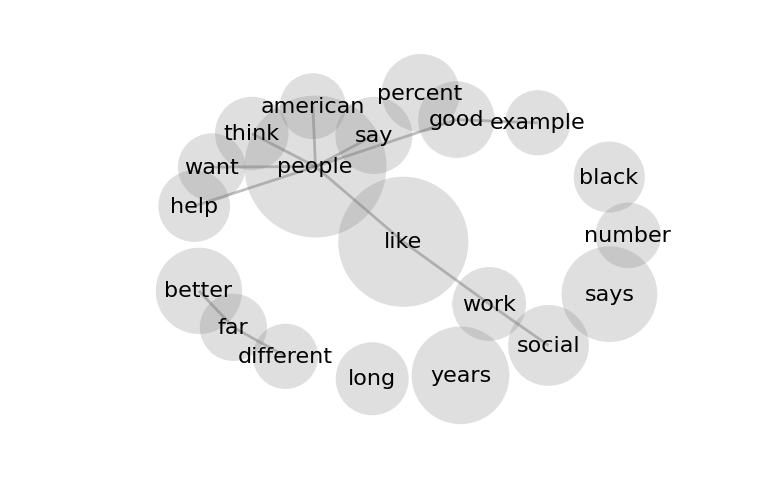 percent
american
good
example
think
say
want
people
black
help
number
like
better
says
work
far
social
different
long
years